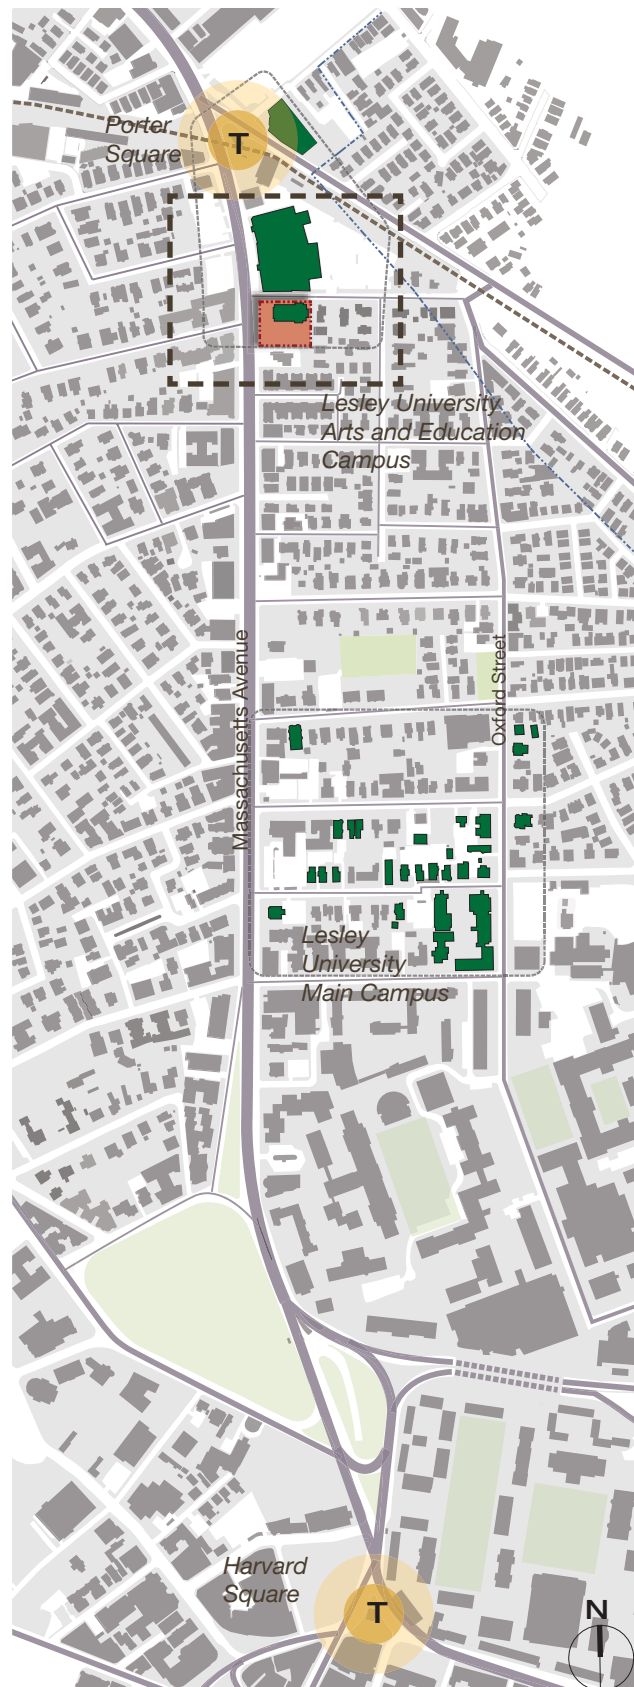 Porter
Square
T
Lesley University
Arts and Education
Campus
Massachusetts Avenue
Oxford Street
Lesley
University
Main Campus
Harvard
Square
T
N